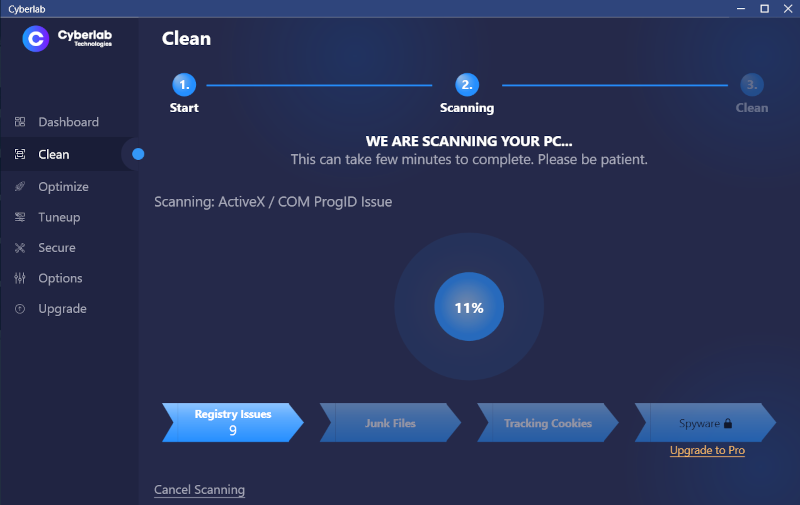 Cyberlab
C
Cyberlab
Technologies
Clean
1.
2.
3.
Start
Scanning
Clean
Dashboard
Clean
Optimize
Tuneup
Secure
Options
Upgrade
WE ARE SCANNING YOUR PC...
This can take few minutes to complete. Please be patient.
Scanning: ActiveX / COM ProgID Issue
11%
Registry Issues
9
Junk Files
Tracking Cookies
Spyware
Upgrade to Pro
Cancel Scanning